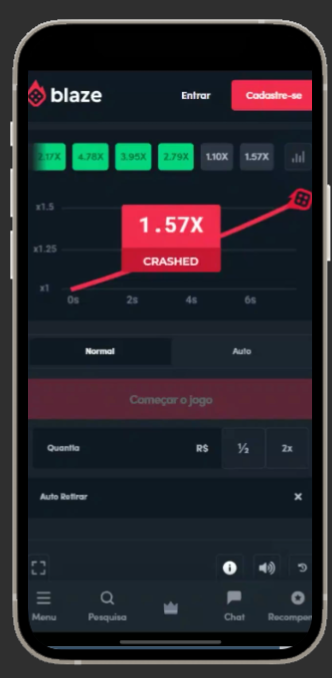 blaze Entrar Cadastre-se
2,17X 4.78X 3.95X 2.79X 1.10X 1.57X
x1.5
1.57X
x1.25
CRASHED
x1
0s 2s 4s 6s
Normal Auto
Começar o jogo
Quantia R$ ½ 2x
Auto Retirar ×
Menu Pesquisa Chat Recompen